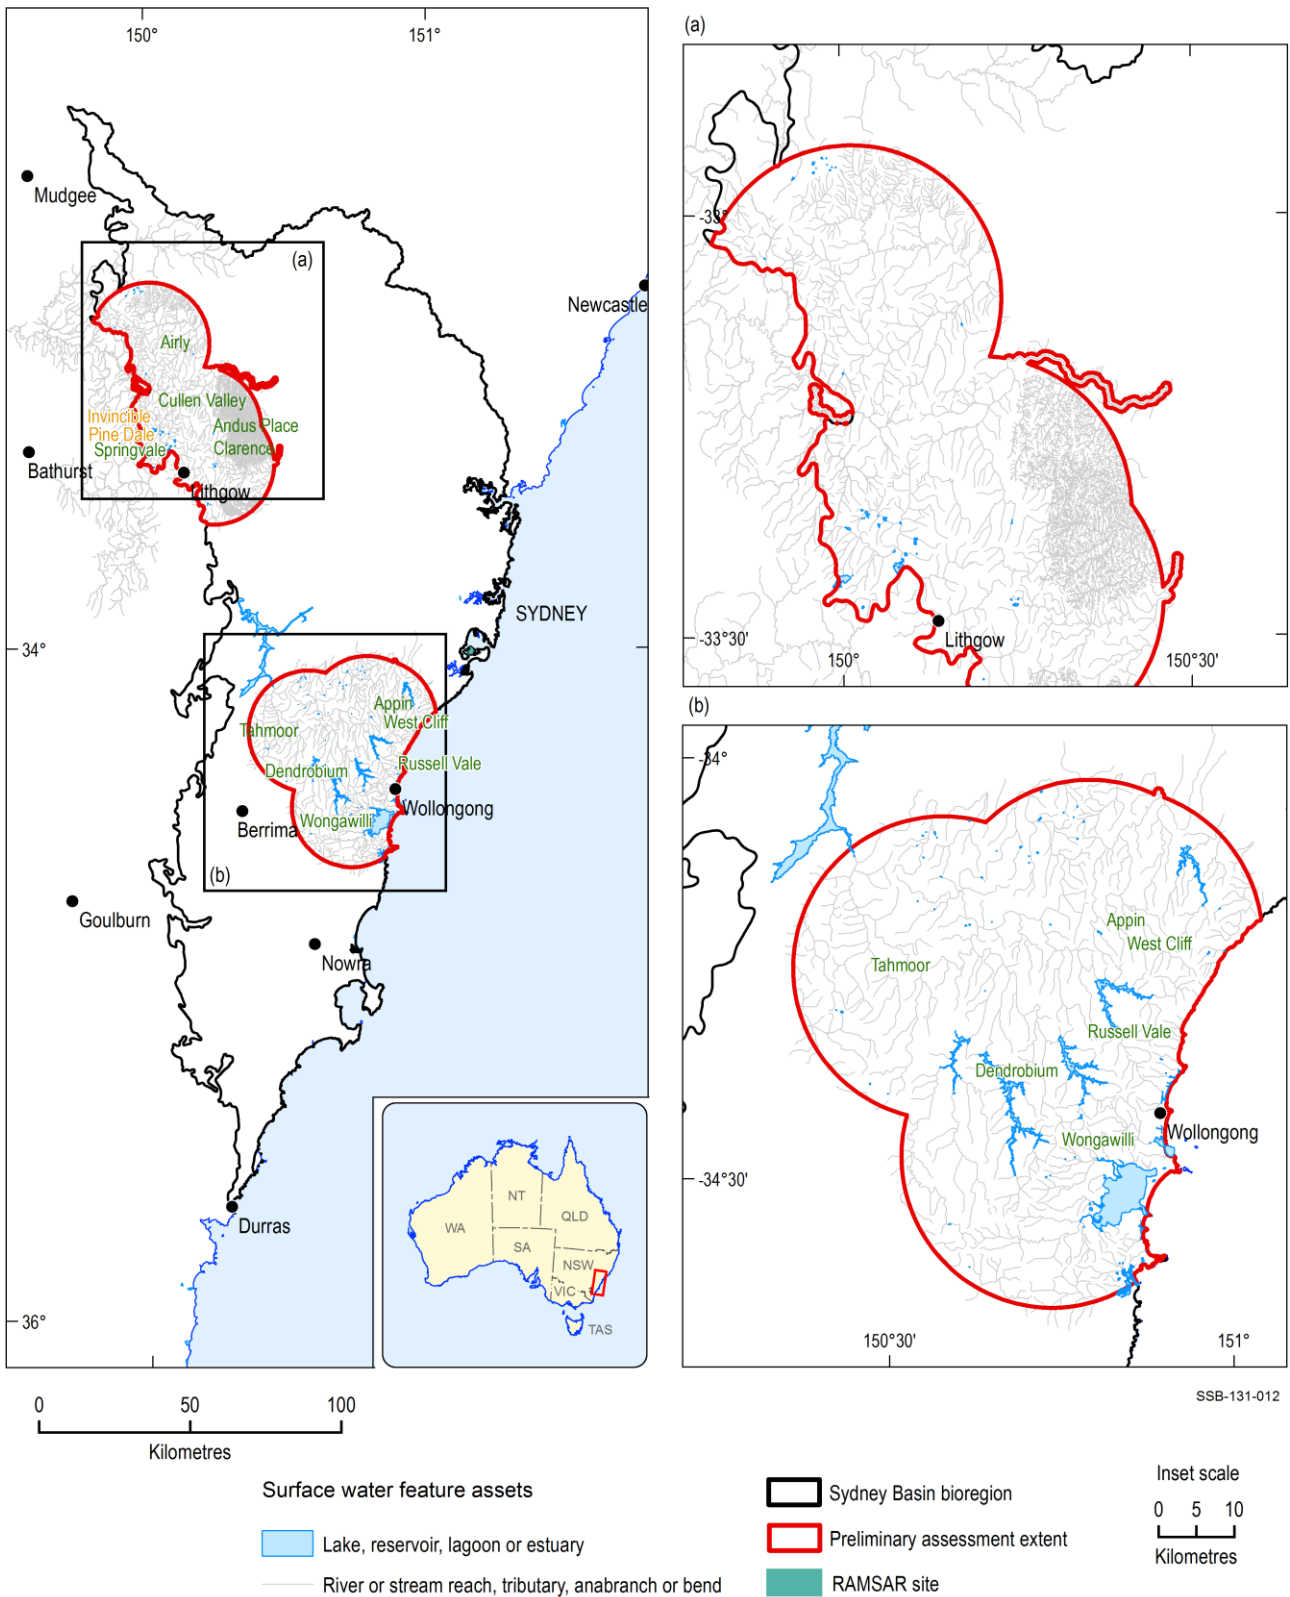 150°
151°
Mudgee
(a)
Newcastle
Airly
Cullen Valley
Invincible
Pine Dale
Andus Place
Springvale
Clarence
Bathurst
Lithgow
SYDNEY
34°
Appin
West Cliff
Tahmoor
Russell Vale
Dendrobium
Wollongong
Wongawilli
Berrima
(b)
Goulburn
Nowra
Durras
36°
NT
WA
QLD
SA
NSW
VIC
TAS
0 50 100
Kilometres
(a)
-33°
-33°30'
Lithgow
150°
150°30'
(b)
-34°
Appin
West Cliff
Tahmoor
Russell Vale
Dendrobium
Wollongong
Wongawilli
-34°30'
150°30'
151°
SSB-131-012
Surface water feature assets
Lake, reservoir, lagoon or estuary
River or stream reach, tributary, anabranch or bend
Sydney Basin bioregion
Preliminary assessment extent
RAMSAR site
Inset scale
0 5 10
Kilometres